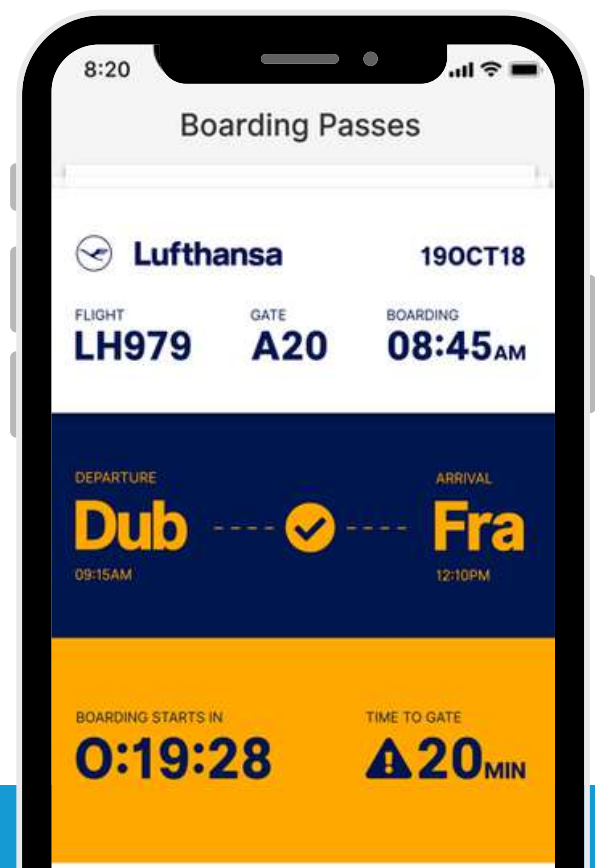 8:20
Boarding Passes
Lufthansa 19OCT18
FLIGHT GATE BOARDING
LH979 A20 08:45AM
DEPARTURE ARRIVAL
Dub Fra
09:15AM 12:10PM
BOARDING STARTS IN TIME TO GATE
0:19:28 20MIN